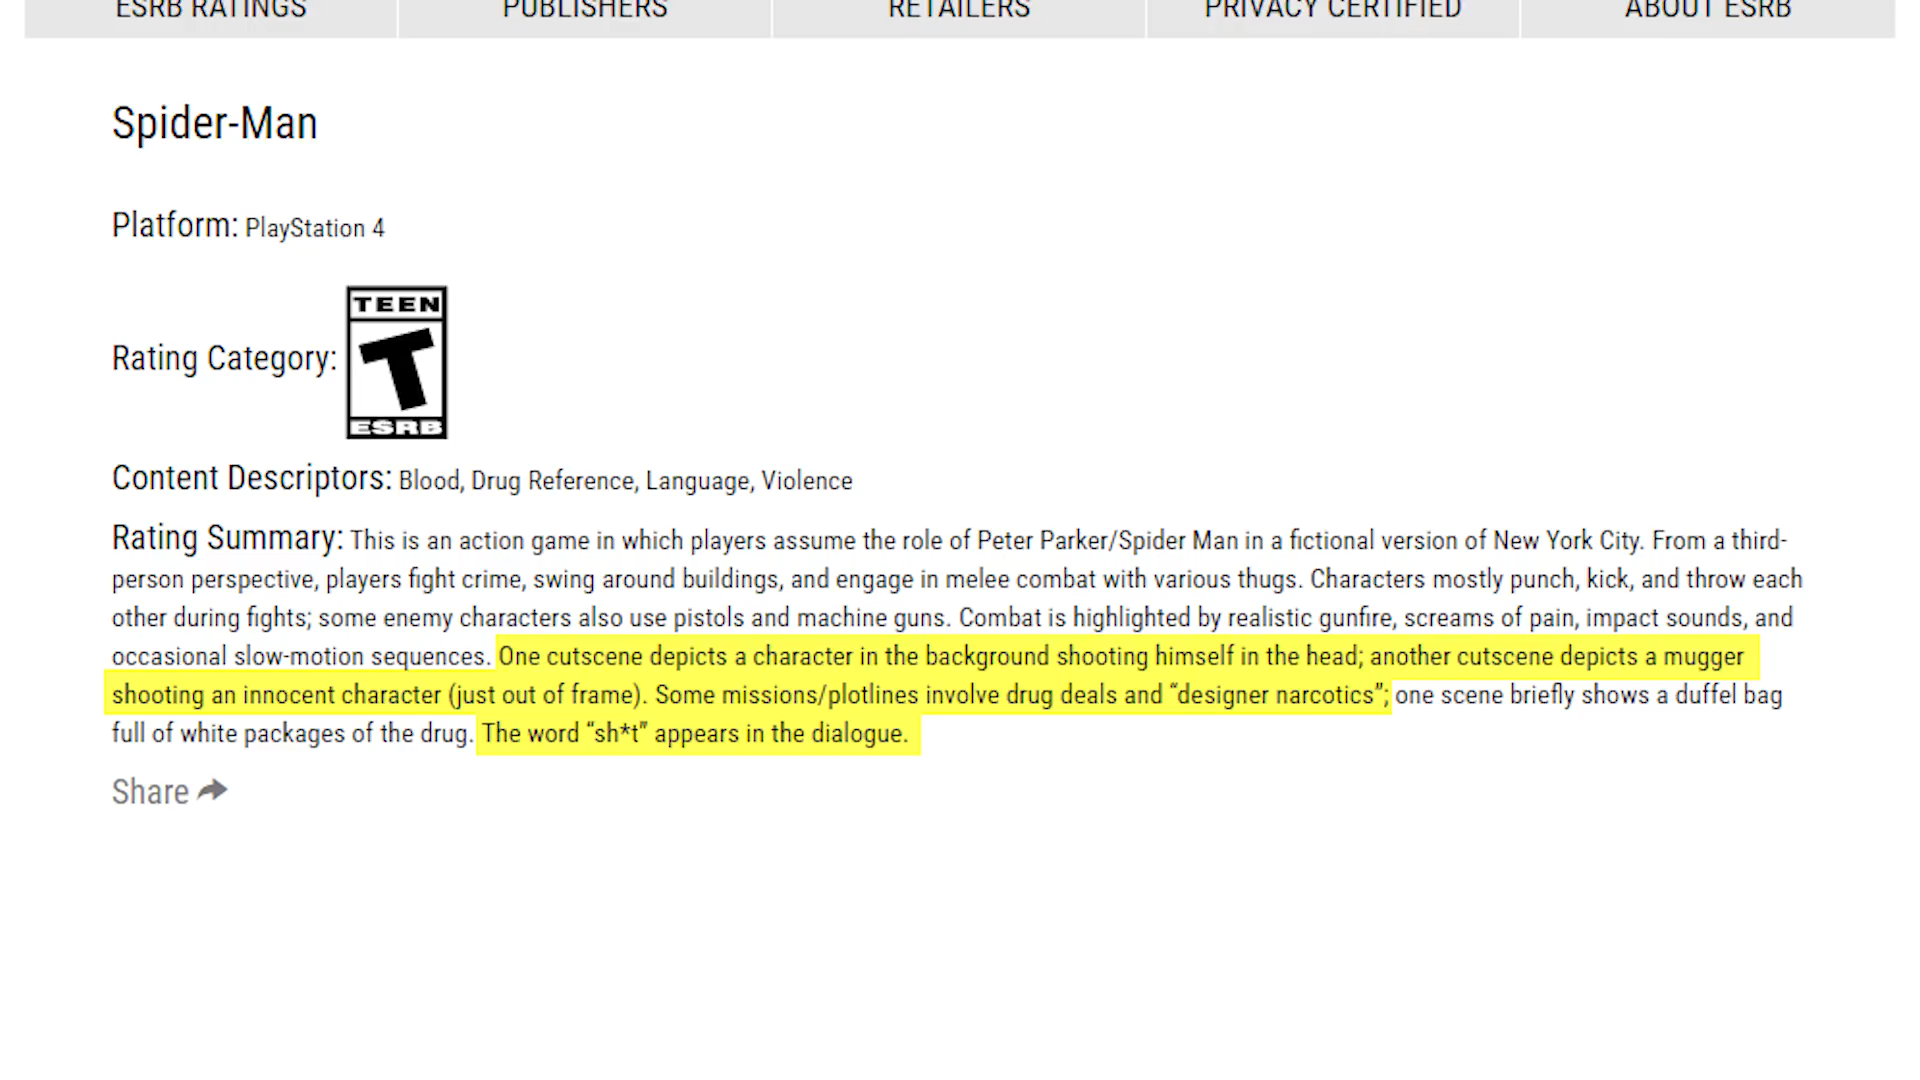 ESRB RATINGS PUBLISHERS RETAILERS PRIVACY CERTIFIED ABOUT ESRB
Spider-Man
Platform: PlayStation 4
TEEN
Rating Category: T
ESRB
Content Descriptors: Blood, Drug Reference, Language, Violence
Rating Summary: This is an action game in which players assume the role of Peter Parker/Spider Man in a fictional version of New York City. From a third-
person perspective, players fight crime, swing around buildings, and engage in melee combat with various thugs. Characters mostly punch, kick, and throw each
other during fights; some enemy characters also use pistols and machine guns. Combat is highlighted by realistic gunfire, screams of pain, impact sounds, and
occasional slow-motion sequences. One cutscene depicts a character in the background shooting himself in the head; another cutscene depicts a mugger
shooting an innocent character (just out of frame). Some missions/plotlines involve drug deals and “designer narcotics”; one scene briefly shows a duffel bag
full of white packages of the drug. The word “sh*t” appears in the dialogue.
Share